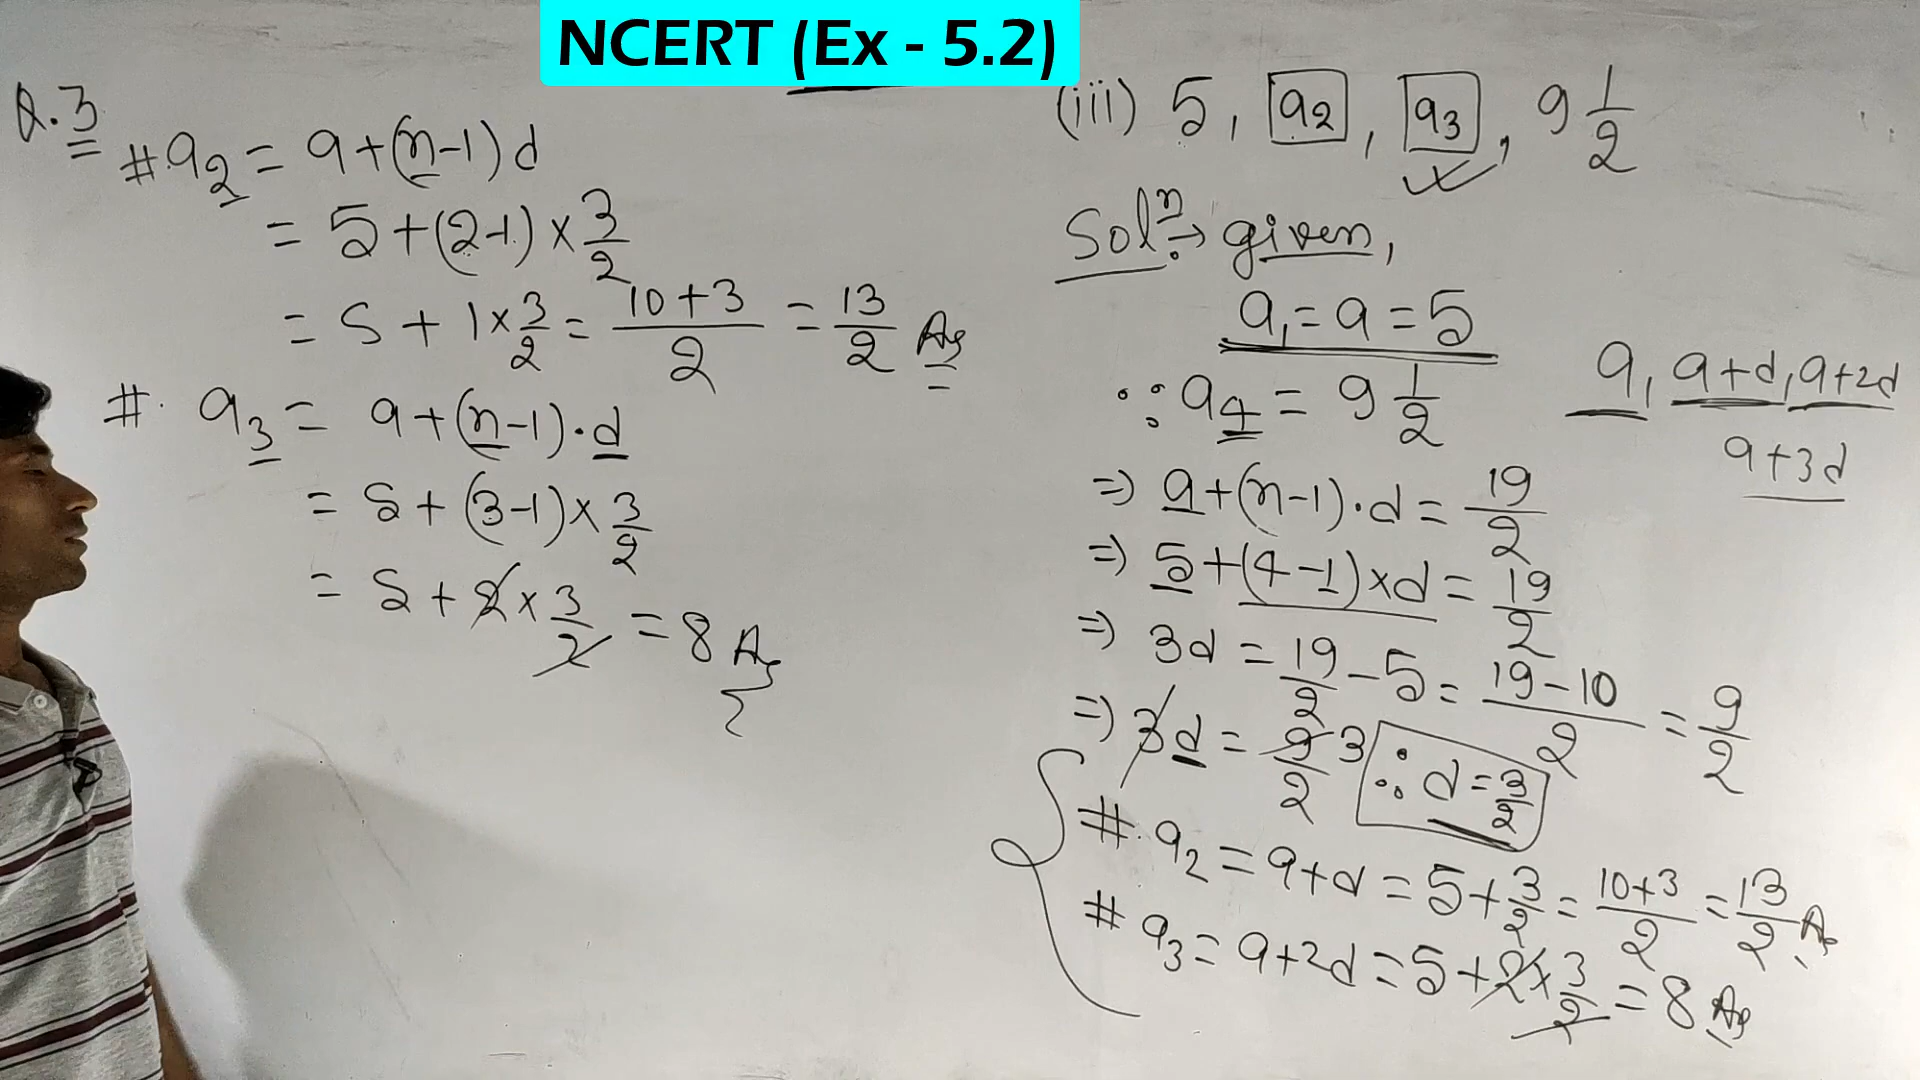 NCERT (Ex - 5.2)
Q.3
# a2 = a+(n-1)d
= 5+(2-1)×3/2
= 5+1×3/2 = 10+3/2 = 13/2 As
#. a3 = a+(n-1)·d
= 5+(3-1)×3/2
= 5+2×3/2 = 8 As
(iii) 5, a2, a3, 9 1/2
Solⁿ.→ given,
a1 = a = 5
∵ a4 = 9 1/2
⇒ a+(n-1)·d = 19/2
⇒ 5+(4-1)×d = 19/2
⇒ 3d = 19/2 - 5 = 19-10/2 = 9/2
⇒ 3d = 9/2 3 ∴ d = 3/2
# a2 = a+d = 5+3/2 = 10+3/2 = 13/2 As
# a3 = a+2d = 5+2×3/2 = 8 As
a, a+d, a+2d
a+3d